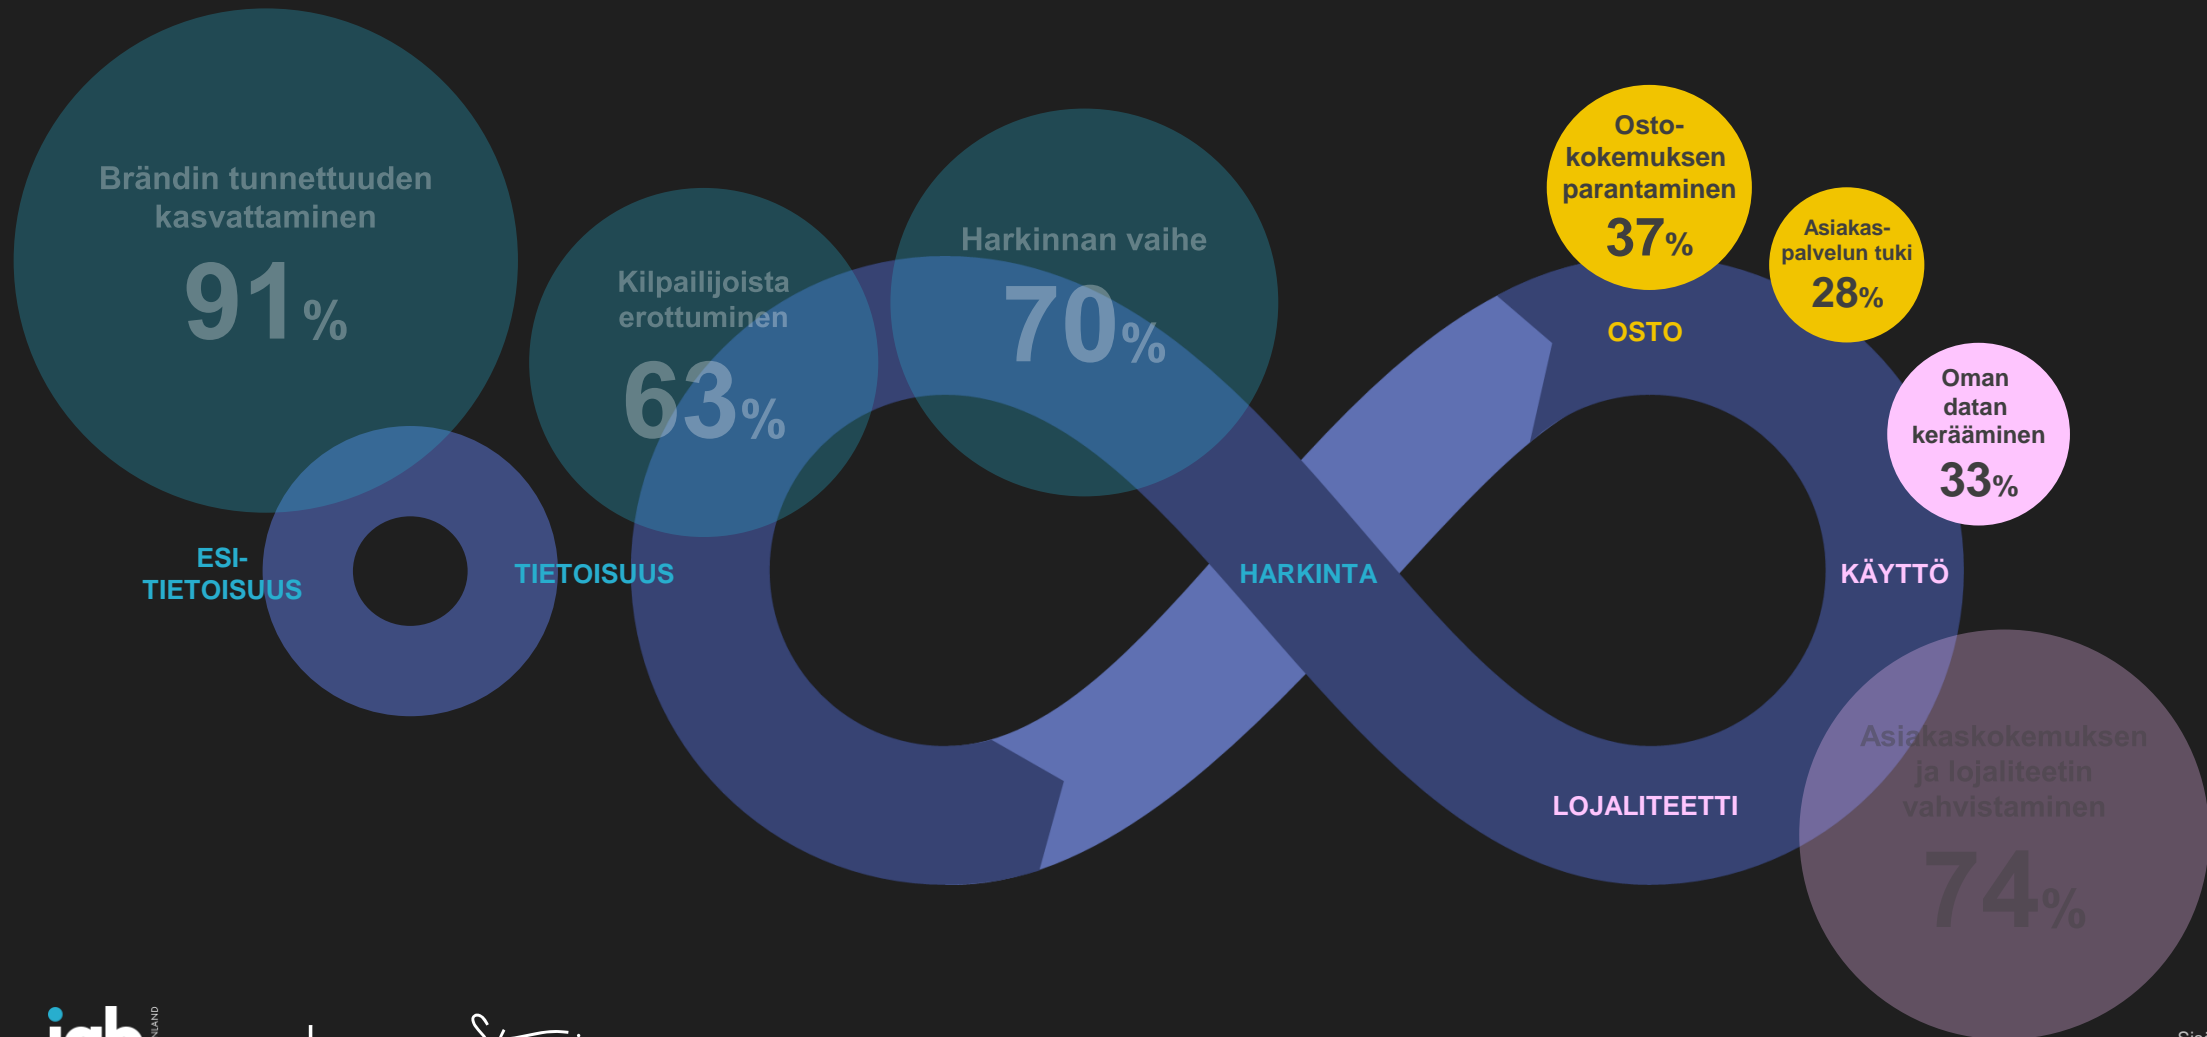 Brändin tunnettuuden
kasvattaminen
91%
Kilpailijoista
erottuminen
63%
Harkinnan vaihe
70%
Osto-
kokemuksen
parantaminen
37%
Asiakas-
palvelun tuki
28%
Oman
datan
kerääminen
33%
OSTO
ESI-
TIETOISUUS
TIETOISUUS
HARKINTA
KÄYTTÖ
LOJALITEETTI
Asiakaskokemuksen
ja lojaliteetin
vahvistaminen
74%
iab